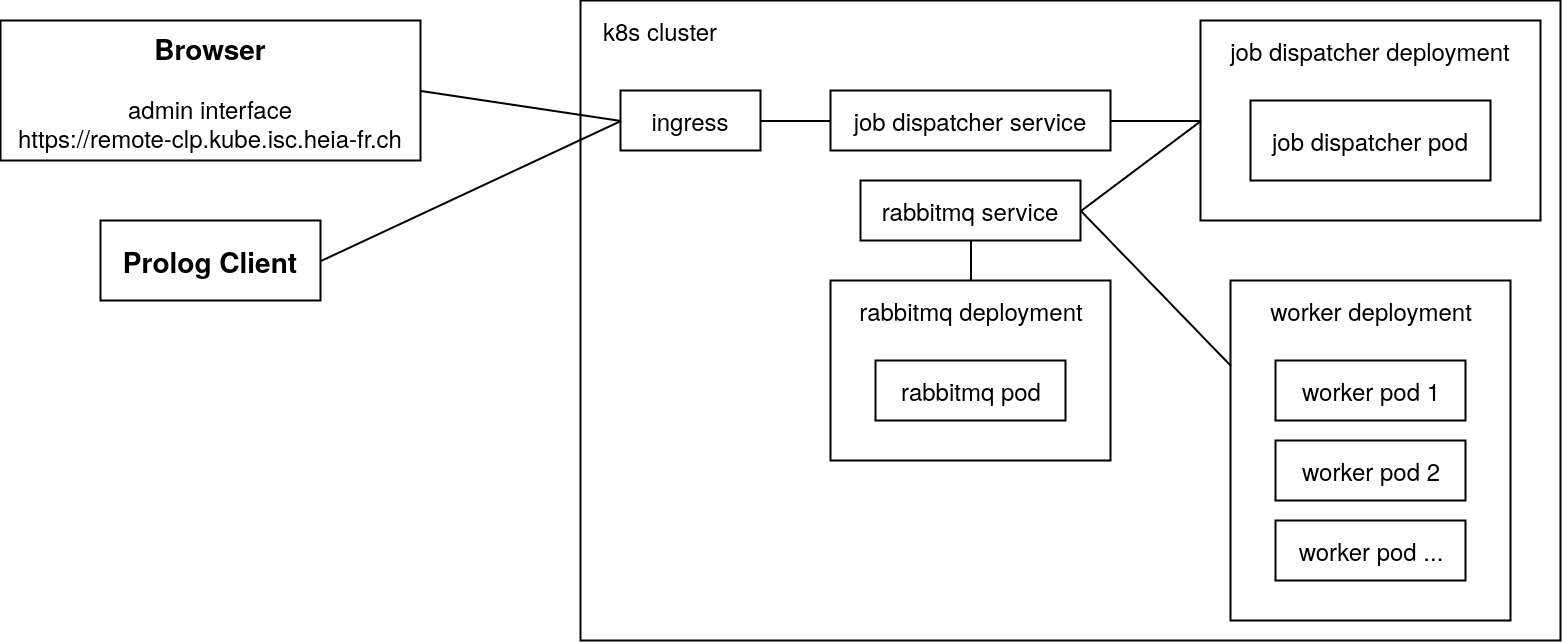 Browser
admin interface
https://remote-clp.kube.isc.heia-fr.ch
Prolog Client
k8s cluster
ingress
job dispatcher service
job dispatcher deployment
job dispatcher pod
rabbitmq service
rabbitmq deployment
rabbitmq pod
worker deployment
worker pod 1
worker pod 2
worker pod ...